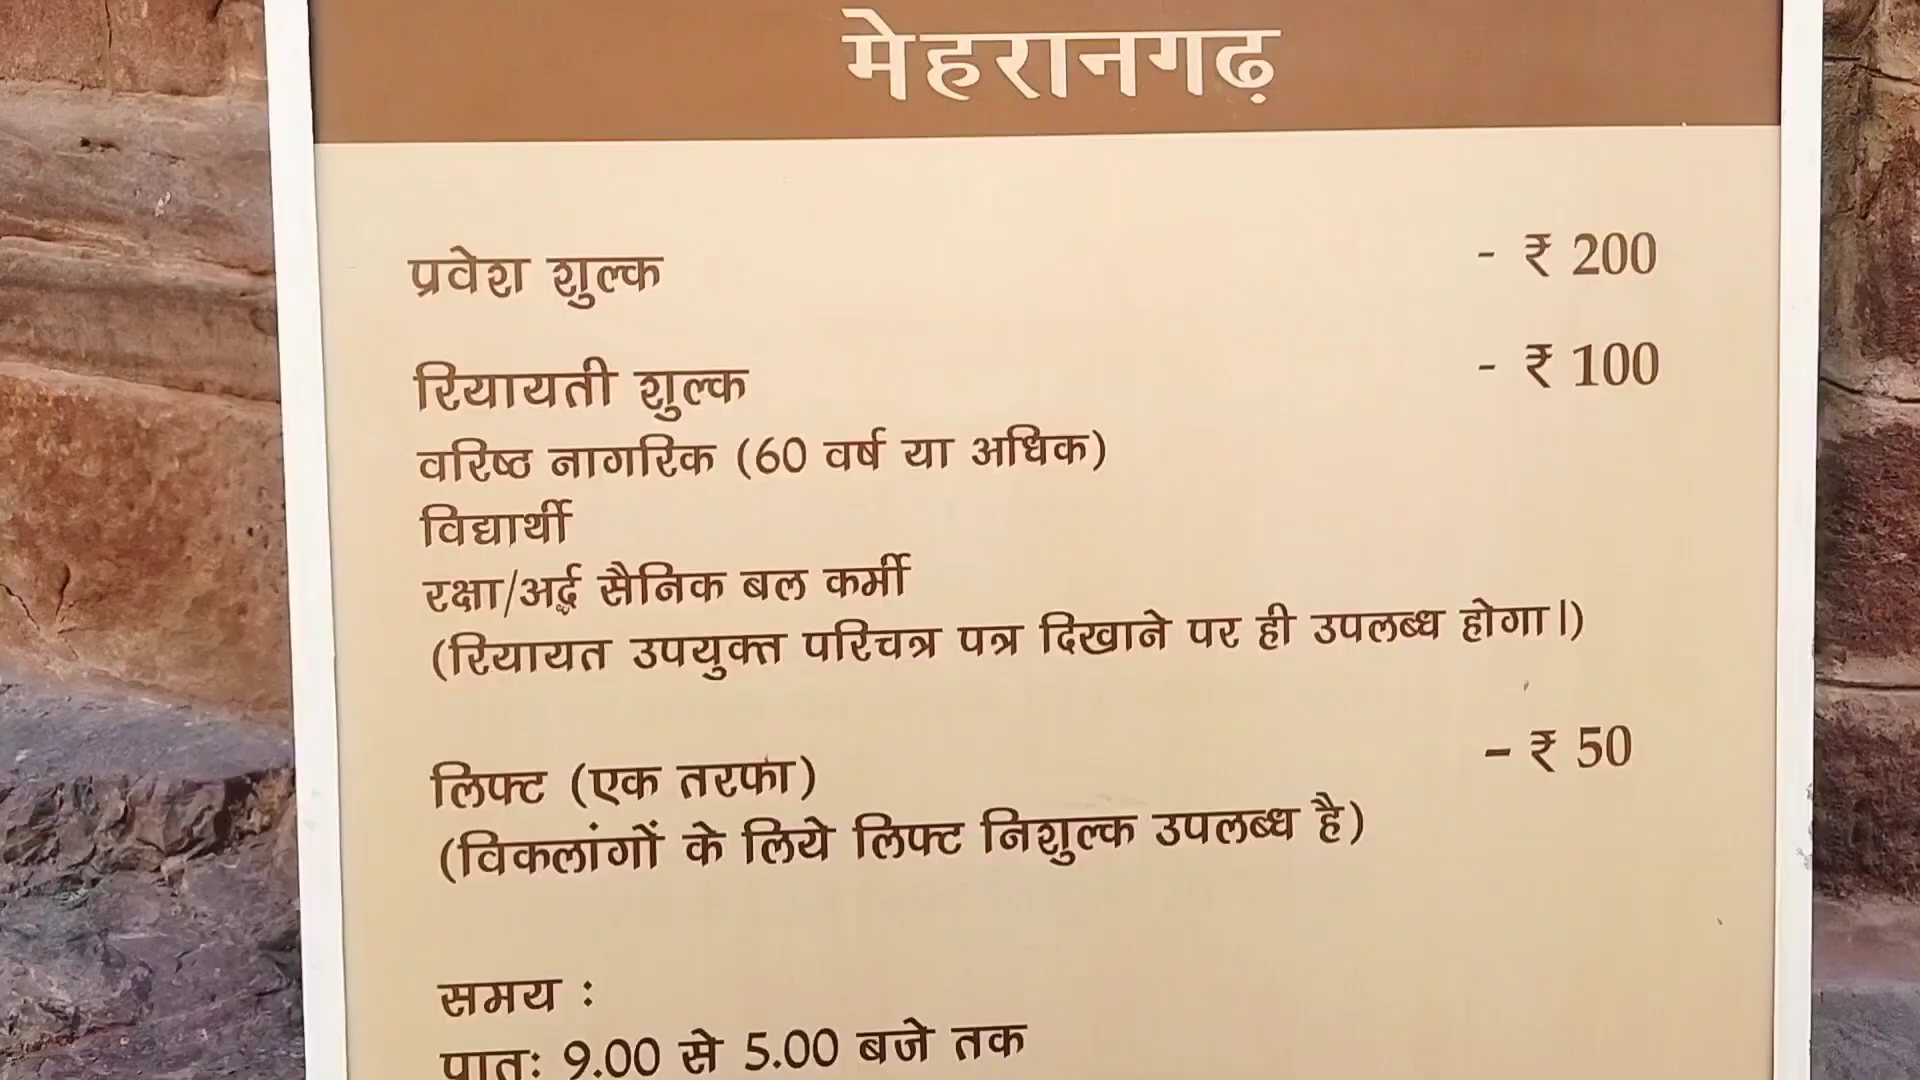 मेहरानगढ़
प्रवेश शुल्क - ₹ 200
रियायती शुल्क - ₹ 100
वरिष्ठ नागरिक (60 वर्ष या अधिक)
विद्यार्थी
रक्षा/अर्द्ध सैनिक बल कर्मी
(रियायत उपयुक्त परिचत्र पत्र दिखाने पर ही उपलब्ध होगा।)
लिफ्ट (एक तरफा) - ₹ 50
(विकलांगों के लिये लिफ्ट निशुल्क उपलब्ध है)
समय :
प्रातः 9.00 से 5.00 बजे तक